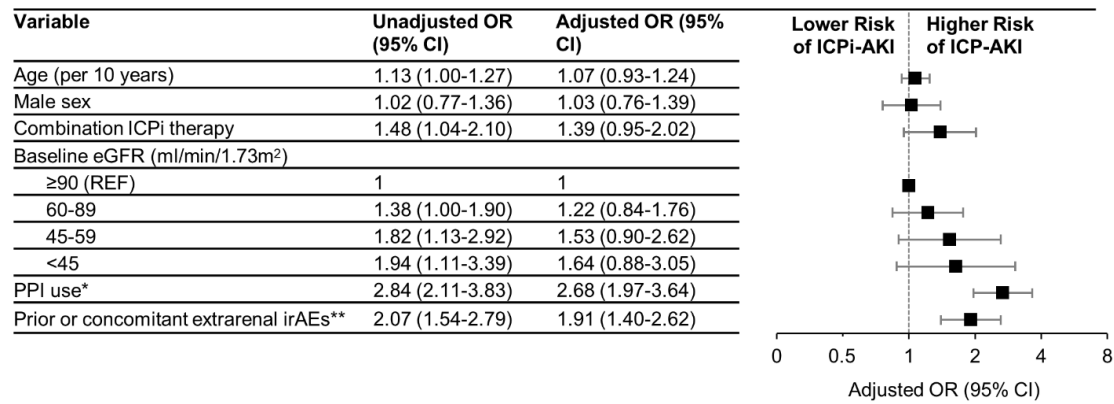 Variable Unadjusted OR (95% CI) Adjusted OR (95% CI) Lower Risk of ICPi-AKI Higher Risk of ICP-AKI
Age (per 10 years) 1.13 (1.00-1.27) 1.07 (0.93-1.24)
Male sex 1.02 (0.77-1.36) 1.03 (0.76-1.39)
Combination ICPi therapy 1.48 (1.04-2.10) 1.39 (0.95-2.02)
Baseline eGFR (ml/min/1.73m²)
≥90 (REF) 1 1
60-89 1.38 (1.00-1.90) 1.22 (0.84-1.76)
45-59 1.82 (1.13-2.92) 1.53 (0.90-2.62)
<45 1.94 (1.11-3.39) 1.64 (0.88-3.05)
PPI use* 2.84 (2.11-3.83) 2.68 (1.97-3.64)
Prior or concomitant extrarenal irAEs** 2.07 (1.54-2.79) 1.91 (1.40-2.62)
0 0.5 1 2 4 8
Adjusted OR (95% CI)